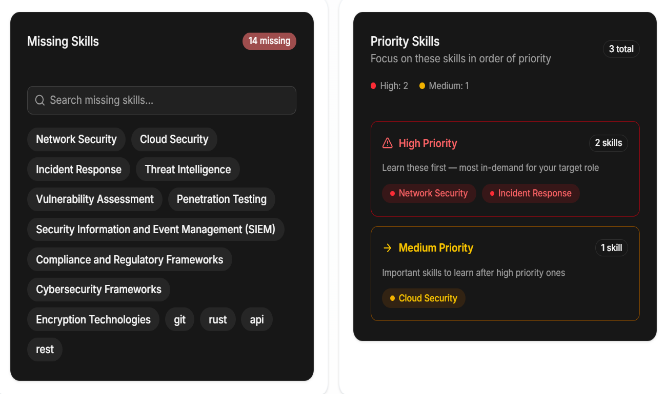 Missing Skills
14 missing
Search missing skills...
Network Security
Cloud Security
Incident Response
Threat Intelligence
Vulnerability Assessment
Penetration Testing
Security Information and Event Management (SIEM)
Compliance and Regulatory Frameworks
Cybersecurity Frameworks
Encryption Technologies
git
rust
api
rest
Priority Skills
3 total
Focus on these skills in order of priority
High: 2
Medium: 1
High Priority
2 skills
Learn these first — most in-demand for your target role
Network Security
Incident Response
Medium Priority
1 skill
Important skills to learn after high priority ones
Cloud Security